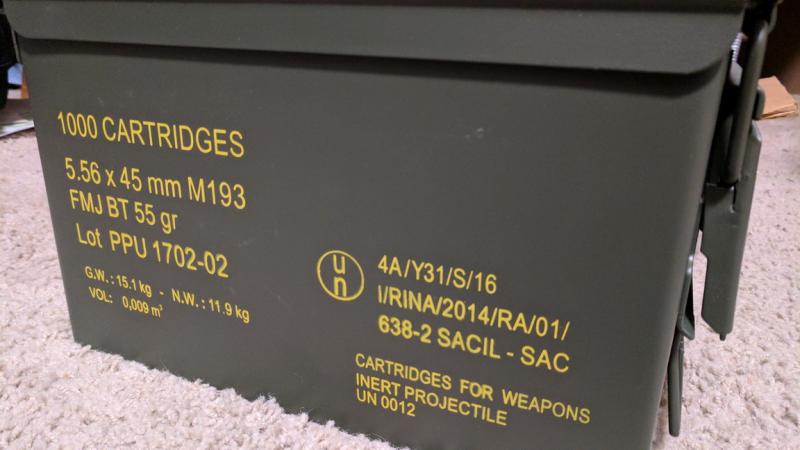 1000 CARTRIDGES
5.56 x 45 mm M193
FMJ BT 55 gr
Lot PPU 1702-02
G.W.: 15.1 kg - N.W.: 11.9 kg
VOL: 0,009 m³
un
4A/Y31/S/16
I/RINA/2014/RA/01/
638-2 SACIL - SAC
CARTRIDGES FOR WEAPONS
INERT PROJECTILE
UN 0012